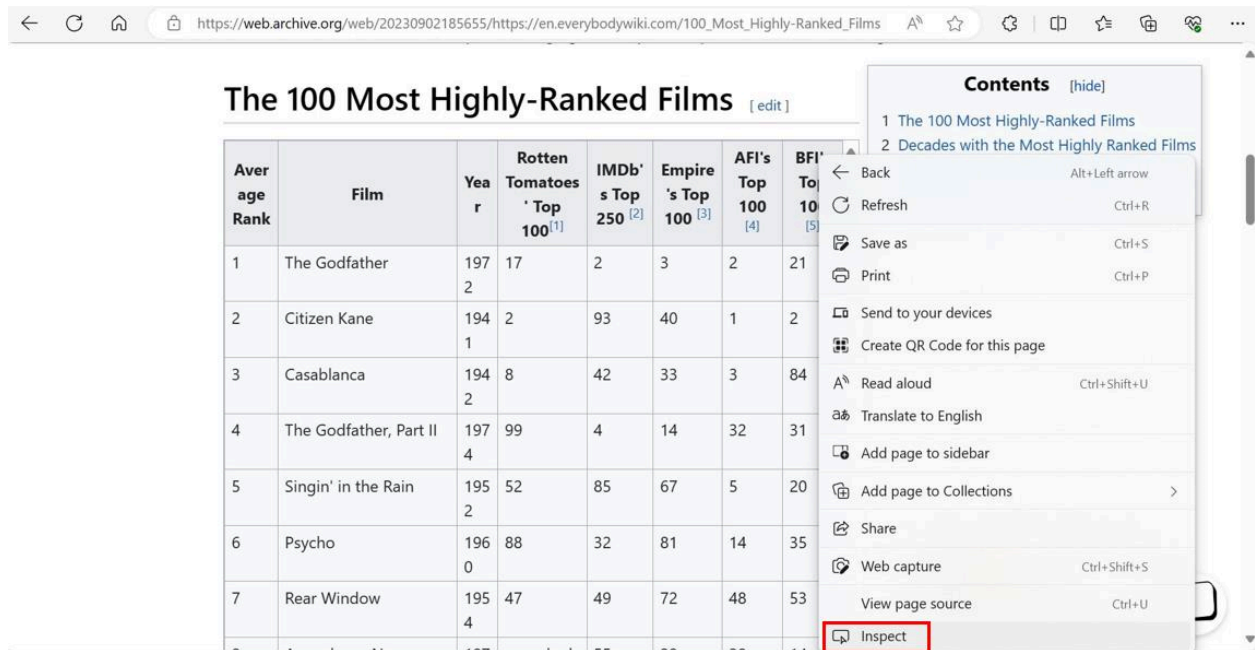 https://web.archive.org/web/20230902185655/https://en.everybodywiki.com/100_Most_Highly-Ranked_Films
The 100 Most Highly-Ranked Films [ edit ]
Contents [hide]
1 The 100 Most Highly-Ranked Films
2 Decades with the Most Highly Ranked Films
Aver
age
Rank
Film
Yea
r
Rotten
Tomatoes
' Top
100[1]
IMDb'
s Top
250 [2]
Empire
's Top
100 [3]
AFI's
Top
100
[4]
1 The Godfather 197
2 17 2 3 2 21
2 Citizen Kane 194
1 2 93 40 1 2
3 Casablanca 194
2 8 42 33 3 84
4 The Godfather, Part II 197
4 99 4 14 32 31
5 Singin' in the Rain 195
2 52 85 67 5 20
6 Psycho 196
0 88 32 81 14 35
7 Rear Window 195
4 47 49 72 48 53
Back Alt+Left arrow
Refresh Ctrl+R
Save as Ctrl+S
Print Ctrl+P
Send to your devices
Create QR Code for this page
Read aloud Ctrl+Shift+U
Translate to English
Add page to sidebar
Add page to Collections
Share
Web capture Ctrl+Shift+S
View page source Ctrl+U
Inspect